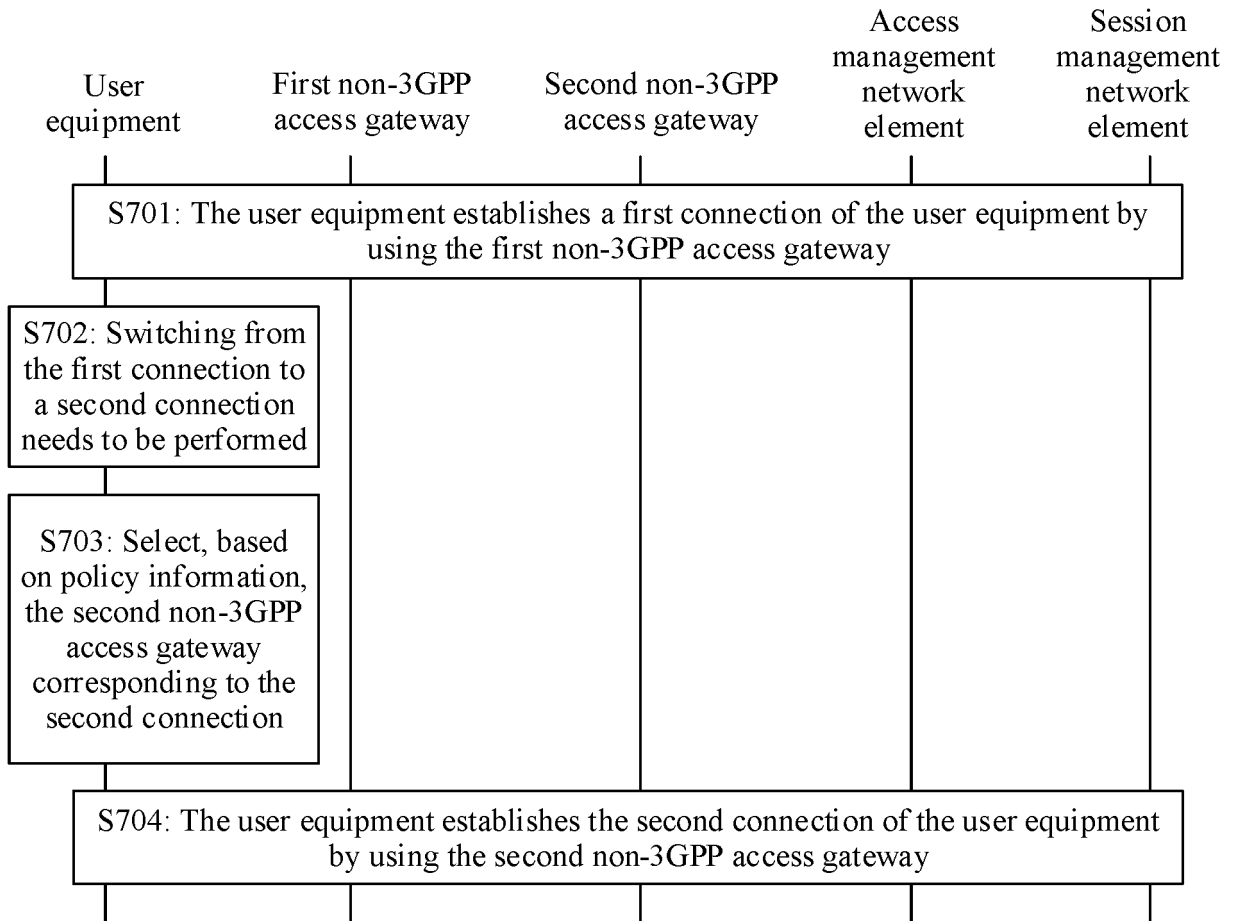 User
equipment
First non-3GPP
access gateway
Second non-3GPP
access gateway
Access
management
network
element
Session
management
network
element
S701: The user equipment establishes a first connection of the user equipment by
using the first non-3GPP access gateway
S702: Switching from
the first connection to
a second connection
needs to be performed
S703: Select, based
on policy information,
the second non-3GPP
access gateway
corresponding to the
second connection
S704: The user equipment establishes the second connection of the user equipment
by using the second non-3GPP access gateway